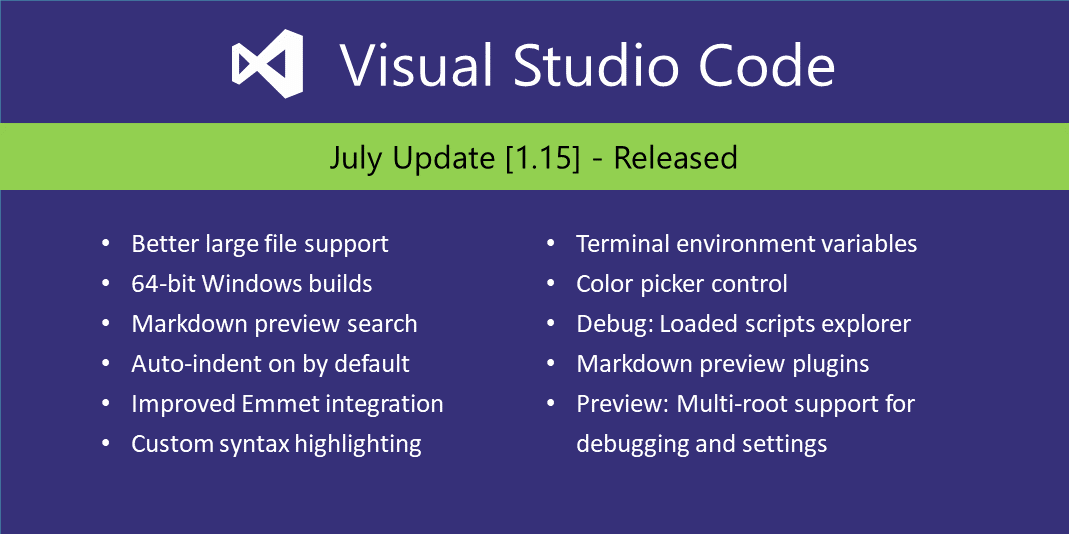 Visual Studio Code
July Update [1.15] - Released
• Better large file support
• 64-bit Windows builds
• Markdown preview search
• Auto-indent on by default
• Improved Emmet integration
• Custom syntax highlighting
• Terminal environment variables
• Color picker control
• Debug: Loaded scripts explorer
• Markdown preview plugins
• Preview: Multi-root support for
debugging and settings